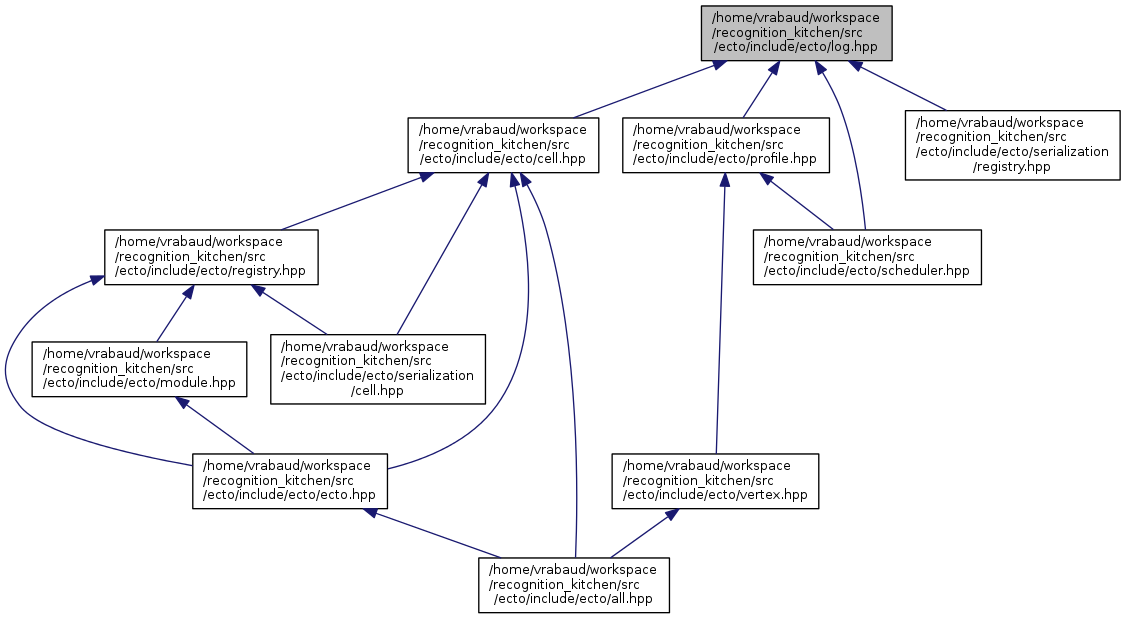 /home/vrabaud/workspace
/recognition_kitchen/src
/ecto/include/ecto/log.hpp
/home/vrabaud/workspace
/recognition_kitchen/src
/ecto/include/ecto/cell.hpp
/home/vrabaud/workspace
/recognition_kitchen/src
/ecto/include/ecto/profile.hpp
/home/vrabaud/workspace
/recognition_kitchen/src
/ecto/include/ecto/serialization
/registry.hpp
/home/vrabaud/workspace
/recognition_kitchen/src
/ecto/include/ecto/registry.hpp
/home/vrabaud/workspace
/recognition_kitchen/src
/ecto/include/ecto/scheduler.hpp
/home/vrabaud/workspace
/recognition_kitchen/src
/ecto/include/ecto/module.hpp
/home/vrabaud/workspace
/recognition_kitchen/src
/ecto/include/ecto/serialization
/cell.hpp
/home/vrabaud/workspace
/recognition_kitchen/src
/ecto/include/ecto/ecto.hpp
/home/vrabaud/workspace
/recognition_kitchen/src
/ecto/include/ecto/vertex.hpp
/home/vrabaud/workspace
/recognition_kitchen/src
/ecto/include/ecto/all.hpp